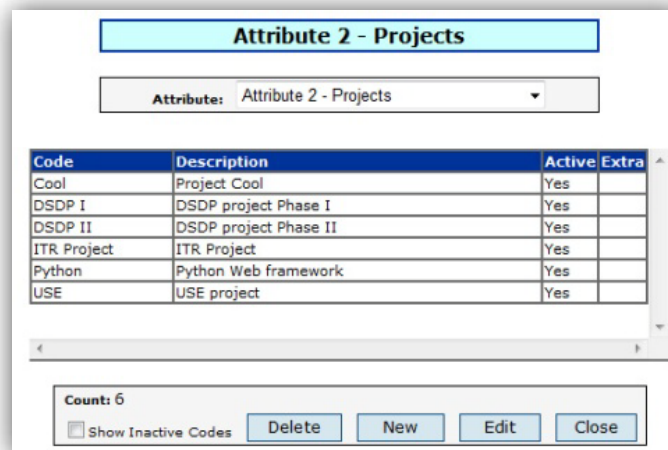 Attribute 2 - Projects
Attribute: Attribute 2 - Projects
Code Description Active Extra
Cool Project Cool Yes
DSDP I DSDP project Phase I Yes
DSDP II DSDP project Phase II Yes
ITR Project ITR Project Yes
Python Python Web framework Yes
USE USE project Yes
Count: 6
Show Inactive Codes Delete New Edit Close